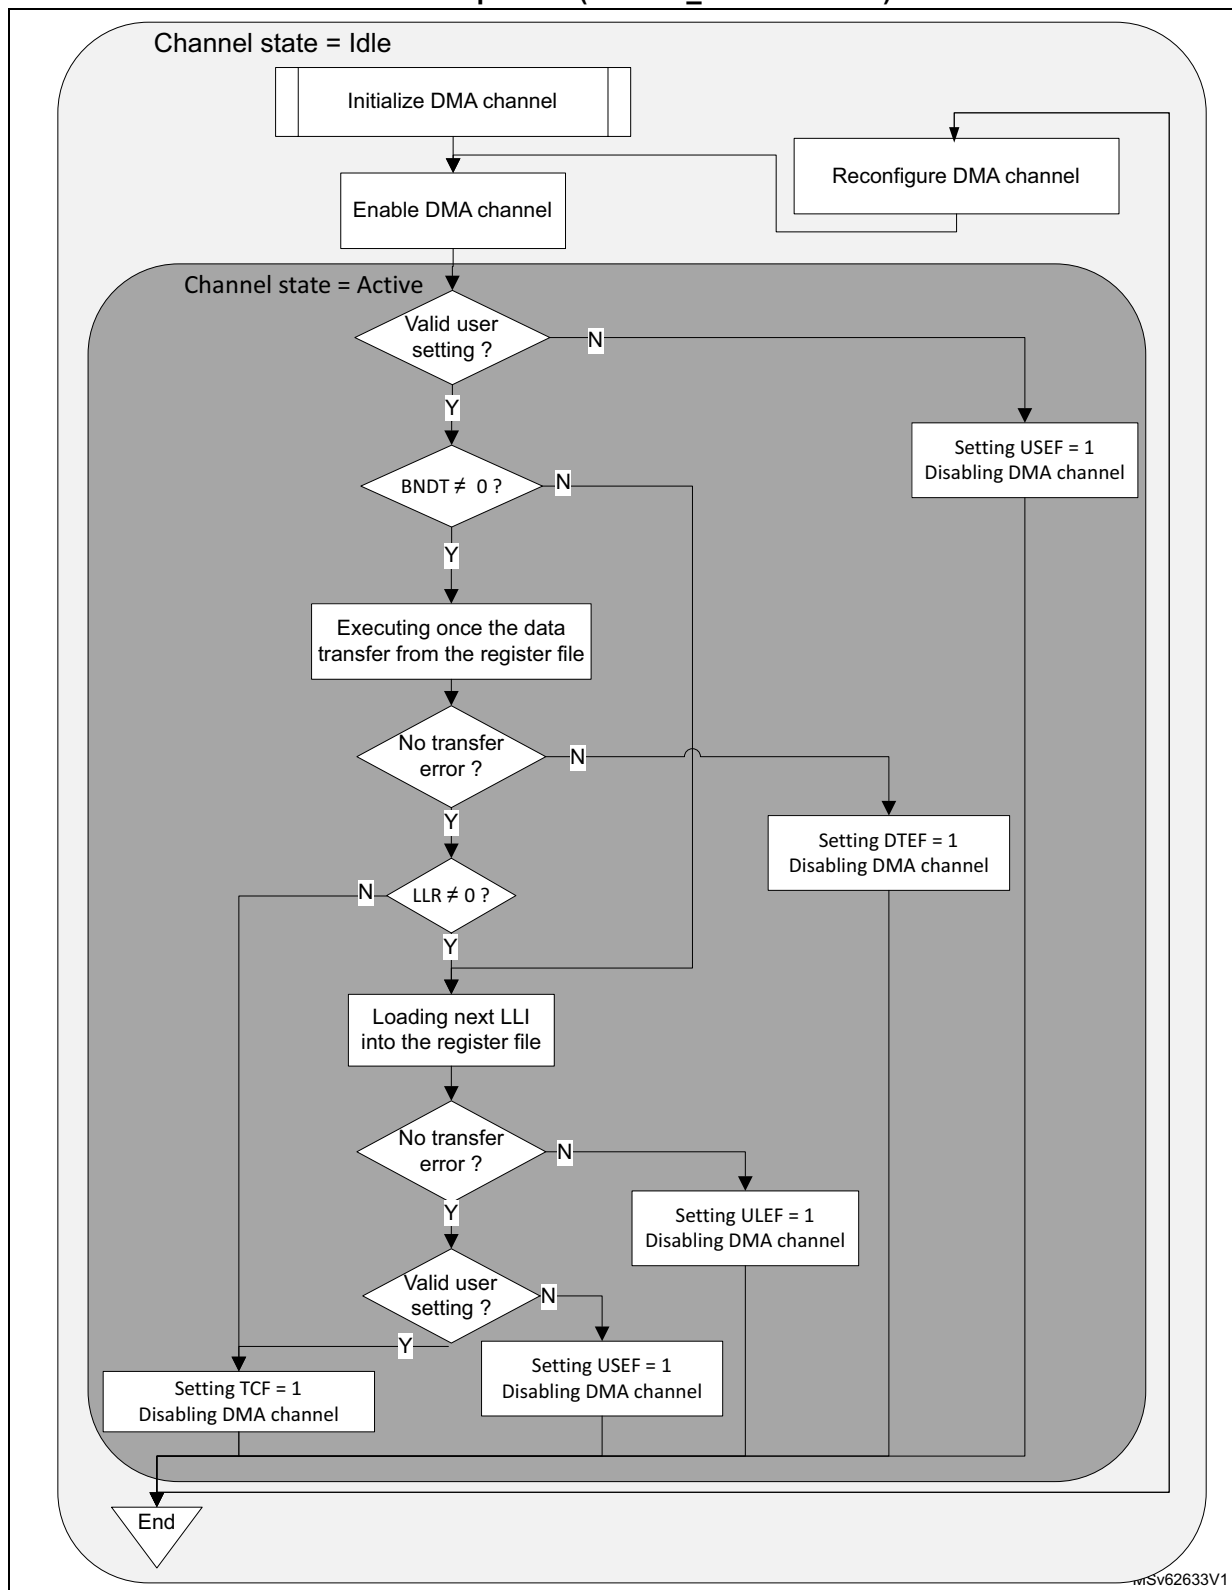 Channel state = Idle
Initialize DMA channel
Reconfigure DMA channel
Enable DMA channel
Channel state = Active
Valid user
setting ?
N
Y
Setting USEF = 1
Disabling DMA channel
BNDT ≠ 0 ?
N
Y
Executing once the data
transfer from the register file
No transfer
error ?
N
Y
Setting DTEF = 1
Disabling DMA channel
LLR ≠ 0 ?
N
Y
Loading next LLI
into the register file
No transfer
error ?
N
Y
Setting ULEF = 1
Disabling DMA channel
Valid user
setting ?
N
Y
Setting USEF = 1
Disabling DMA channel
Setting TCF = 1
Disabling DMA channel
End
MSv62633V1